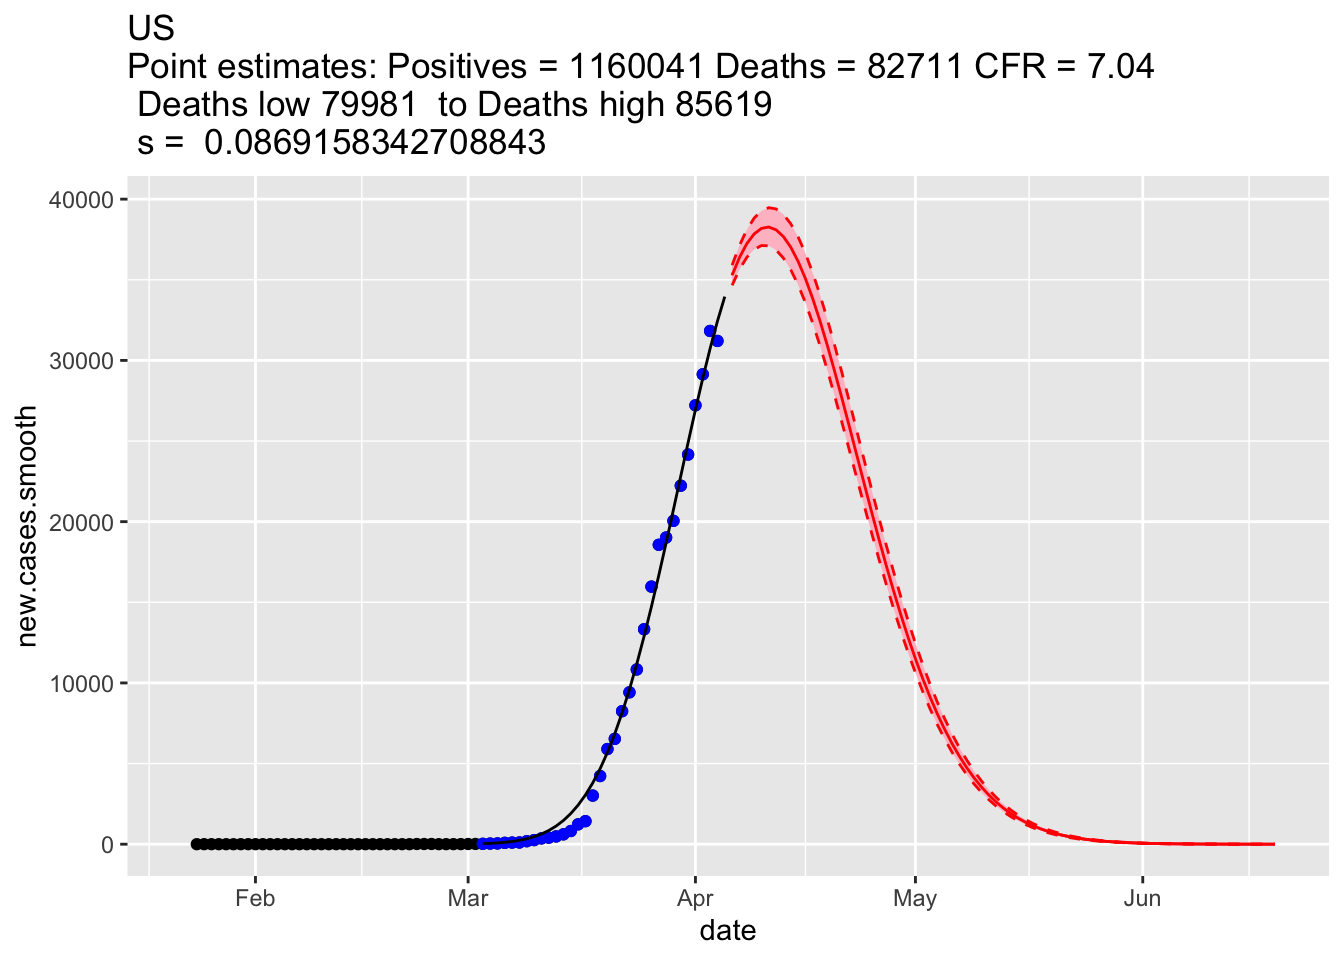 US
Point estimates: Positives = 1160041 Deaths = 82711 CFR = 7.04
Deaths low 79981  to Deaths high 85619
s =  0.0869158342708843
40000
30000
20000
10000
0
new.cases.smooth
Feb Mar Apr May Jun
date